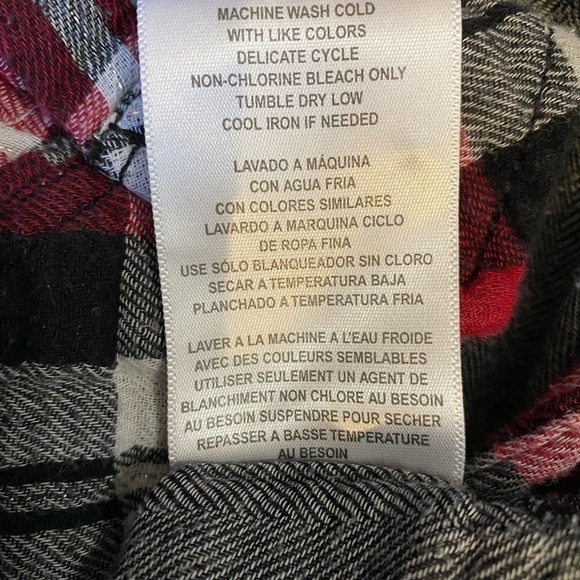 MACHINE WASH COLD
WITH LIKE COLORS
DELICATE CYCLE
NON-CHLORINE BLEACH ONLY
TUMBLE DRY LOW
COOL IRON IF NEEDED
LAVADO A MÁQUINA
CON AGUA FRIA
CON COLORES SIMILARES
LAVARDO A MARQUINA CICLO
DE ROPA FINA
USE SÓLO BLANQUEADOR SIN CLORO
SECAR A TEMPERATURA BAJA
PLANCHADO A TEMPERATURA FRIA
LAVER A LA MACHINE A L'EAU FROIDE
AVEC DES COULEURS SEMBLABLES
UTILISER SEULEMENT UN AGENT DE
BLANCHIMENT NON CHLORE AU BESOIN
AU BESOIN SUSPENDRE POUR SECHER
REPASSER A BASSE TEMPERATURE
AU BESOIN